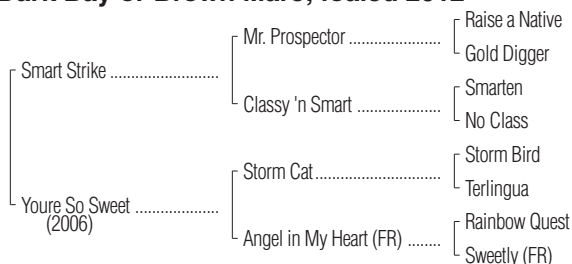 Dark Bay or Brown Mare; foaled 2012
Raise a Native
Mr. Prospector
Gold Digger
Smart Strike
Smarten
Classy 'n Smart
No Class
Storm Bird
Storm Cat
Terlingua
Youre So Sweet
(2006)
Rainbow Quest
Angel in My Heart (FR)
Sweetly (FR)